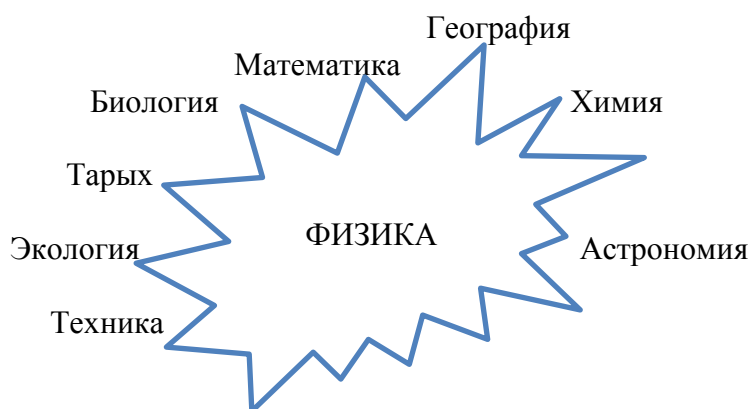 География
Математика
Биология
Химия
Тарых
ФИЗИКА
Экология
Астрономия
Техника